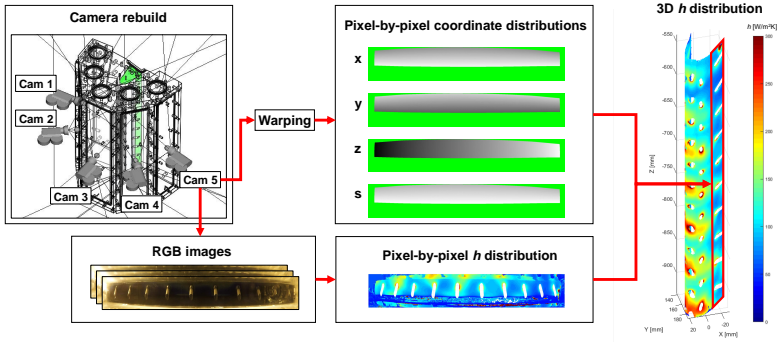 Camera rebuild
Cam 1
Cam 2
Cam 3
Cam 4
Cam 5
Warping
Pixel-by-pixel coordinate distributions
x
y
z
s
RGB images
Pixel-by-pixel h distribution
3D h distribution
h [W/m²K]
300
250
200
150
100
50
0
-550
-600
-650
-700
-750
-800
-850
-900
Z [mm]
140
160
180
Y [mm]
20
0
-20
X [mm]